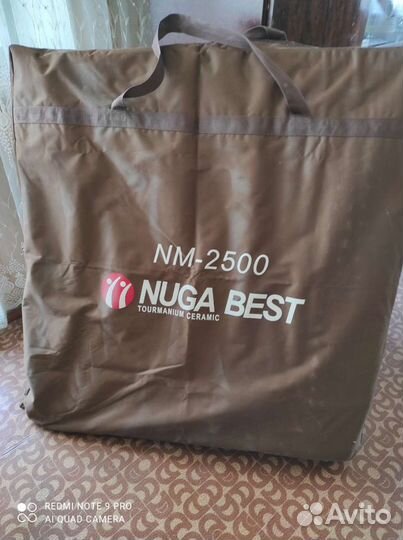 NM-2500
NUGA BEST
TOURMANIUM CERAMIC
REDMI NOTE 9 PRO
AI QUAD CAMERA
Avito